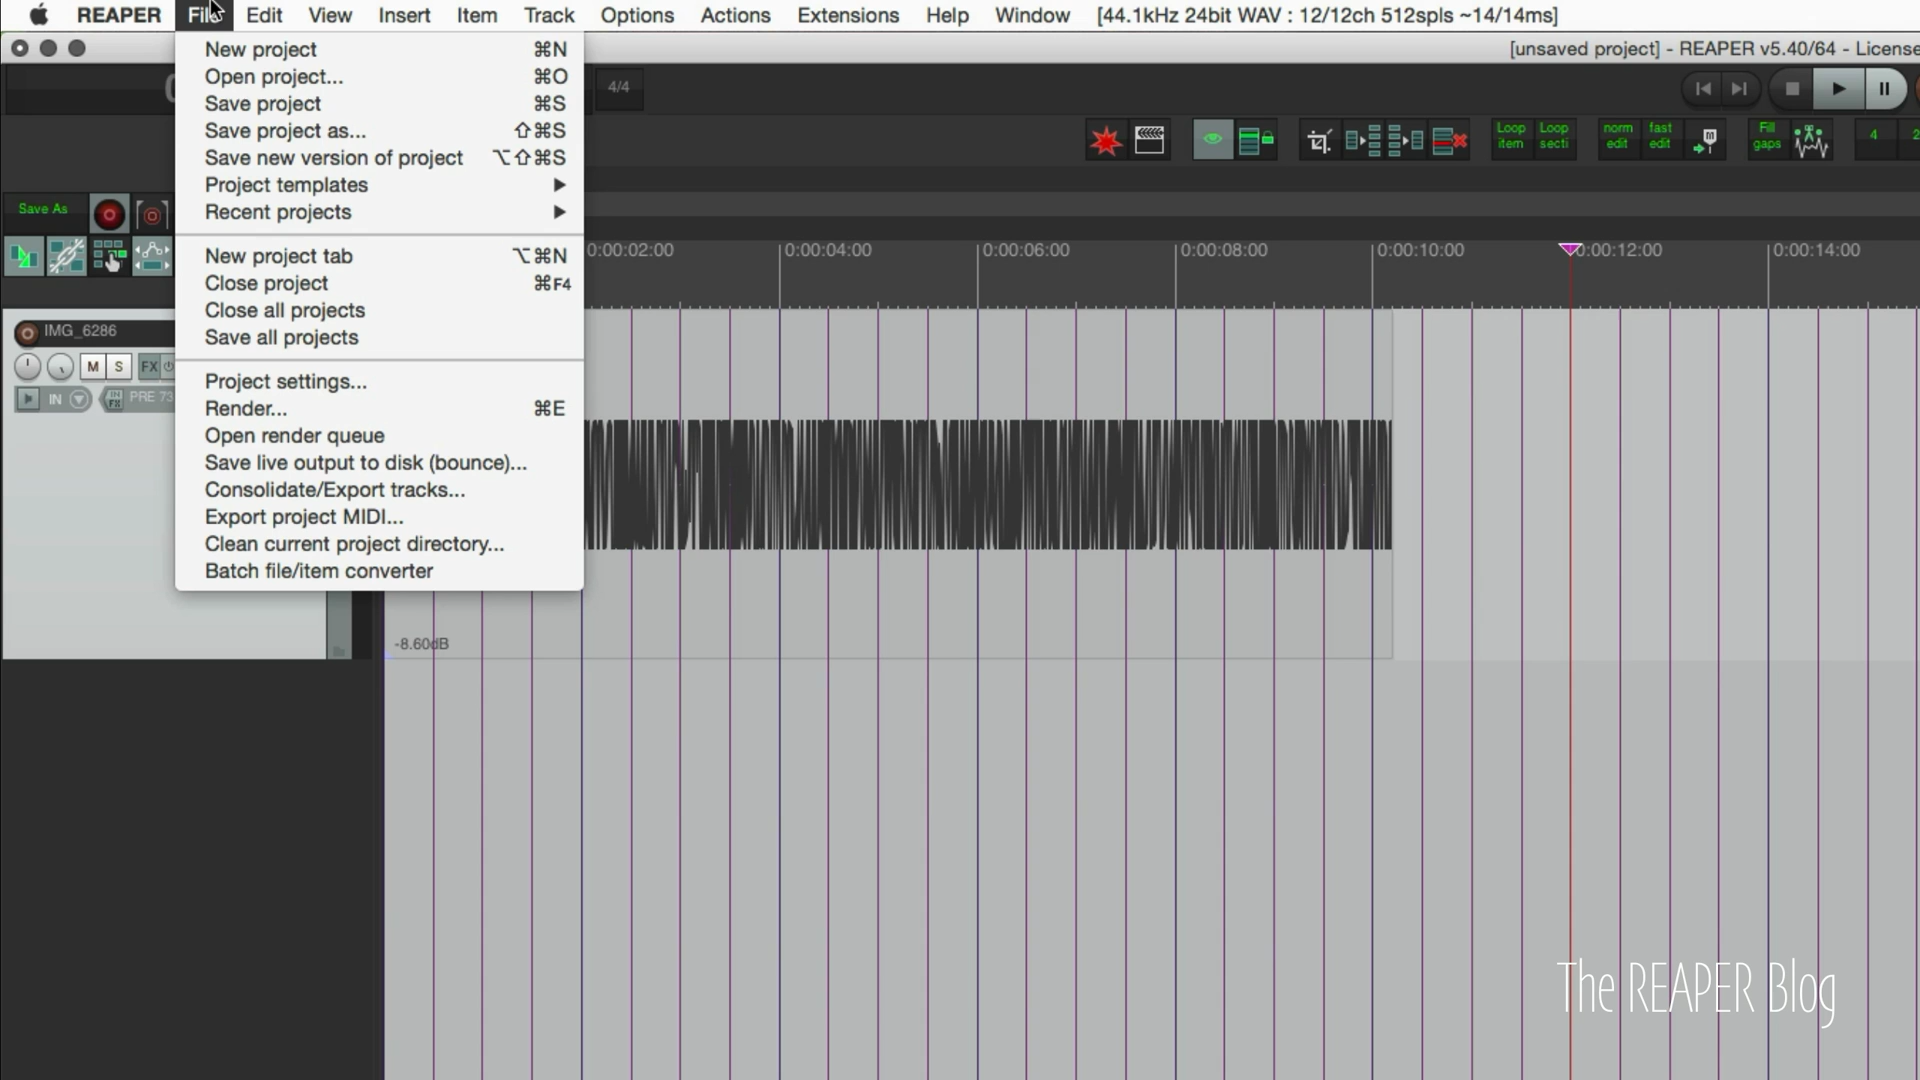 REAPER File Edit View Insert Item Track Options Actions Extensions Help Window [44.1kHz 24bit WAV : 12/12ch 512spls ~14/14ms]
[unsaved project] - REAPER v5.40/64 - License
New project ⌘N
Open project... ⌘O
Save project ⌘S
Save project as... ⇧⌘S
Save new version of project ⌥⇧⌘S
Project templates ▶
Recent projects ▶
New project tab ⌥⌘N
Close project ⌘F4
Close all projects
Save all projects
Project settings...
Render... ⌘E
Open render queue
Save live output to disk (bounce)...
Consolidate/Export tracks...
Export project MIDI...
Clean current project directory...
Batch file/item converter
4/4
Loop item
Loop secti
norm edit
fast edit
Fill gaps
4
2
Save As
0:00:02:00 0:00:04:00 0:00:06:00 0:00:08:00 0:00:10:00 0:00:12:00 0:00:14:00
IMG_6286
M S FX
IN IN FX PRE 73
-8.60dB
The REAPER Blog